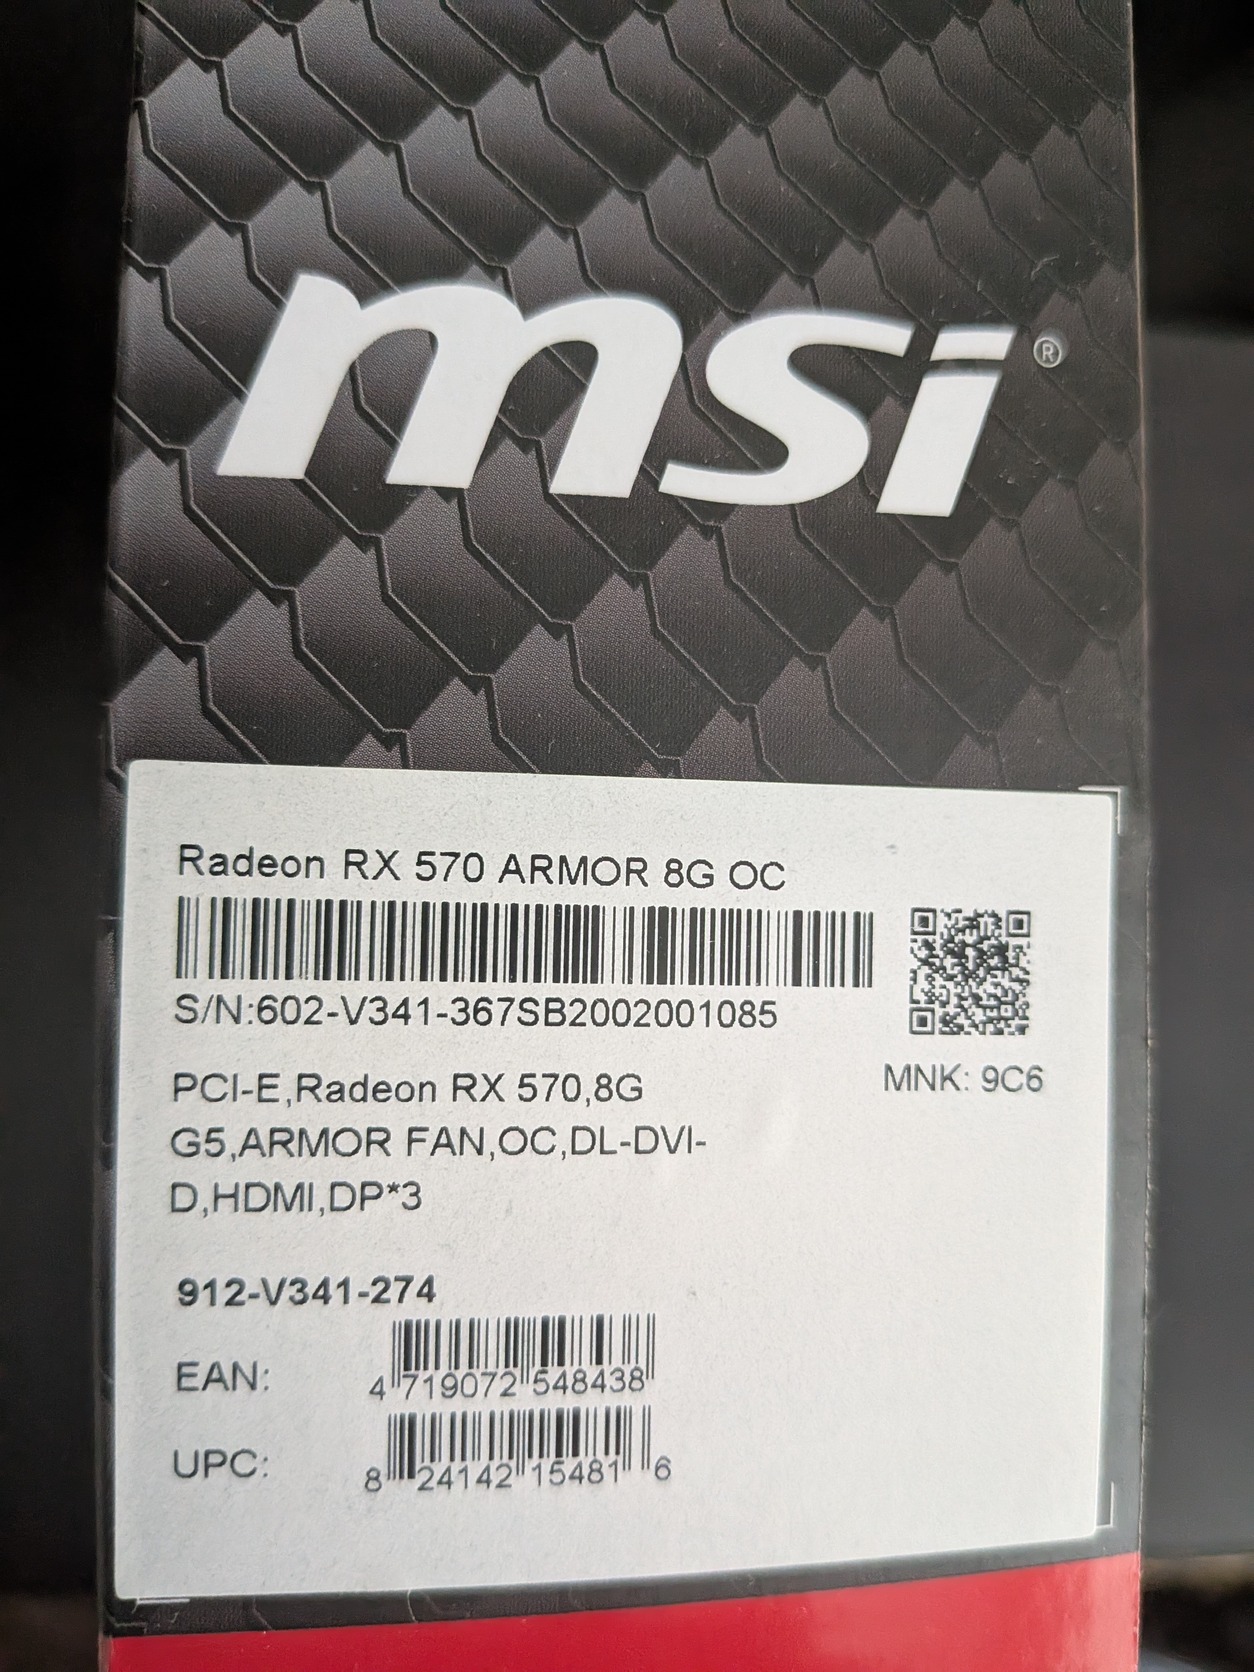 msi®
Radeon RX 570 ARMOR 8G OC
S/N:602-V341-367SB2002001085
MNK: 9C6
PCI-E,Radeon RX 570,8G
G5,ARMOR FAN,OC,DL-DVI-
D,HDMI,DP*3
912-V341-274
EAN:
4 719072 548438
UPC:
8 24142 15481 6